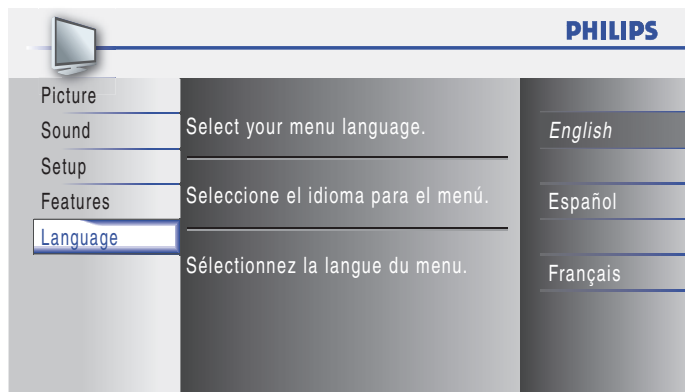 PHILIPS
Picture
Sound
Setup
Features
Language
Select your menu language.
Seleccione el idioma para el menú.
Sélectionnez la langue du menu.
English
Español
Français